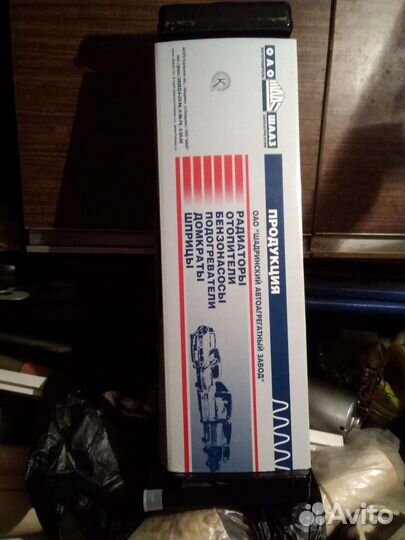 ОАО
ШААЗ
ПРОДУКЦИЯ
ОАО "ШАДРИНСКИЙ АВТОАГРЕГАТНЫЙ ЗАВОД"
РАДИАТОРЫ
ОТОПИТЕЛИ
БЕНЗОНАСОСЫ
ПОДОГРЕВАТЕЛИ
ДОМКРАТЫ
ШПРИЦЫ
Avito